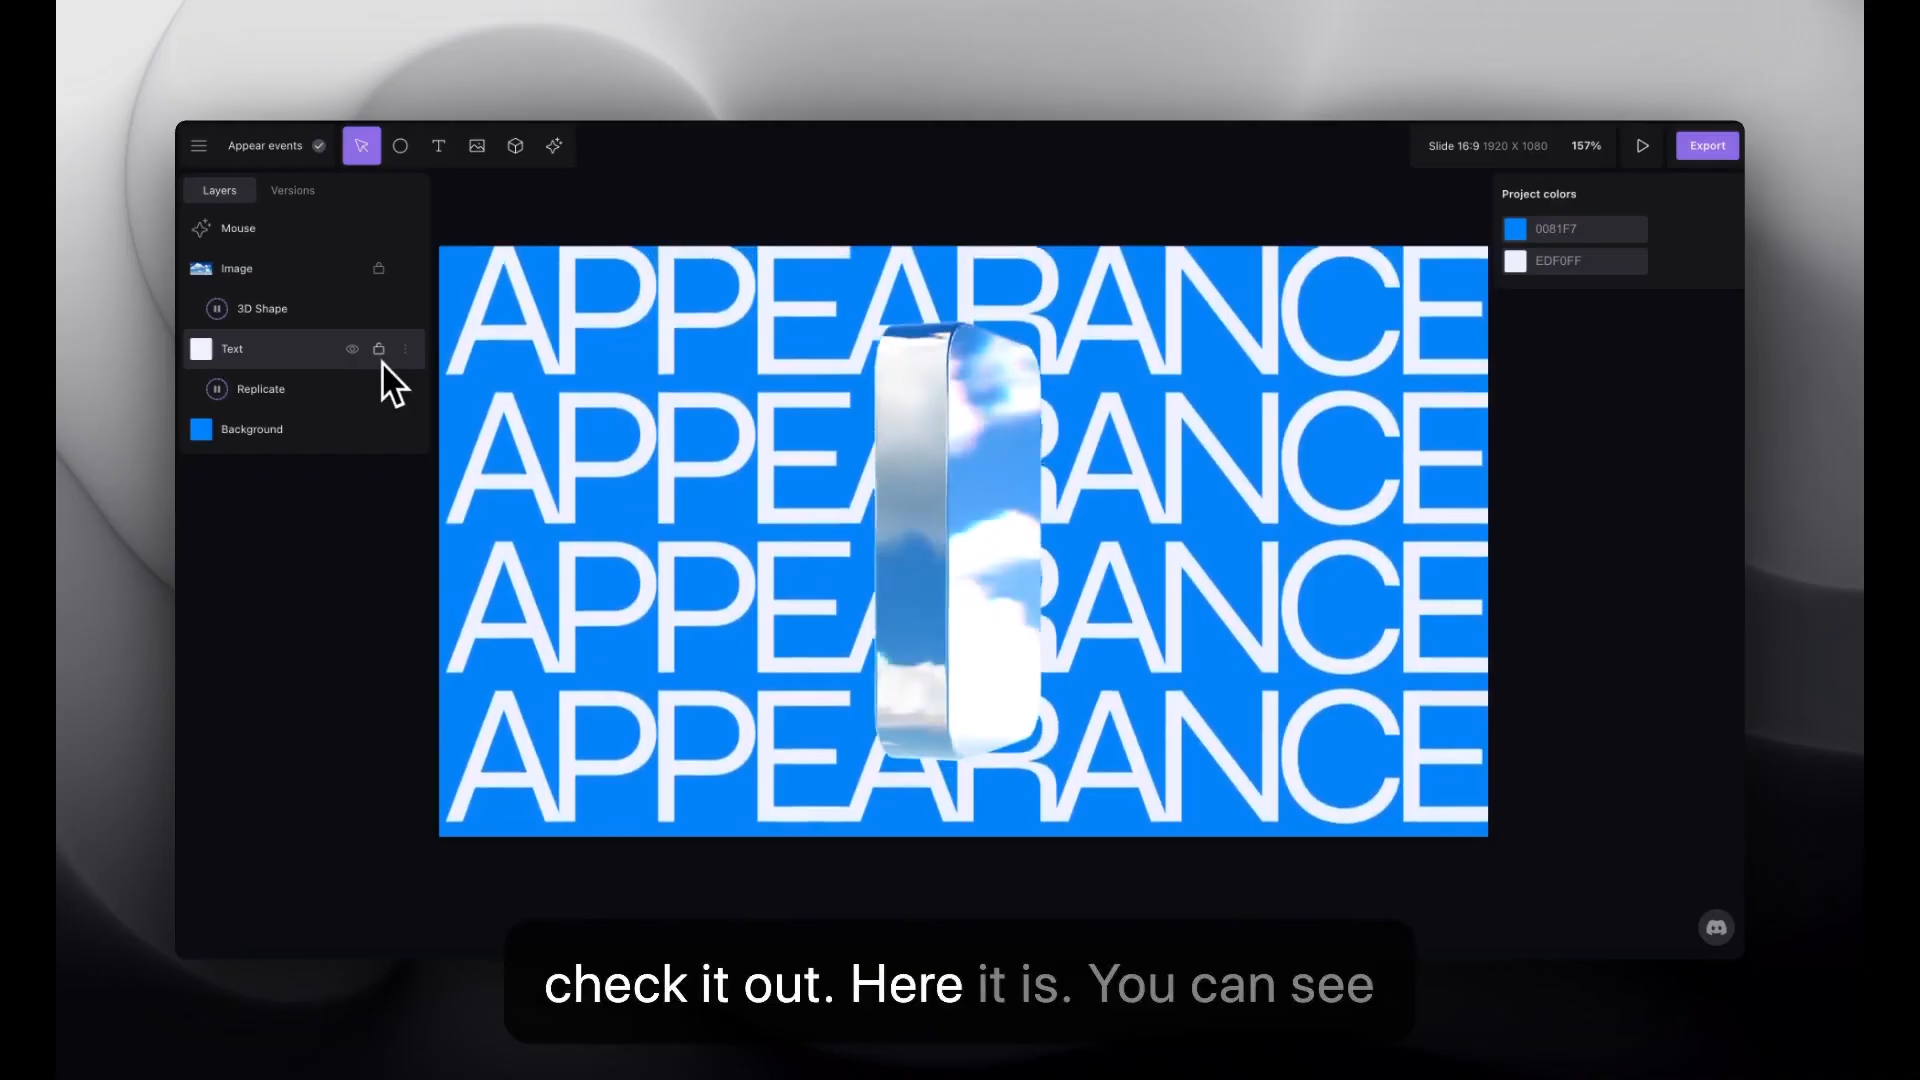 Appear events
Slide 16:9 1920 X 1080
157%
Export
Layers
Versions
Mouse
Image
3D Shape
Text
Replicate
Background
Project colors
0081F7
EDF0FF
APPEARANCE
APPEARANCE
APPEARANCE
APPEARANCE
check it out. Here it is. You can see